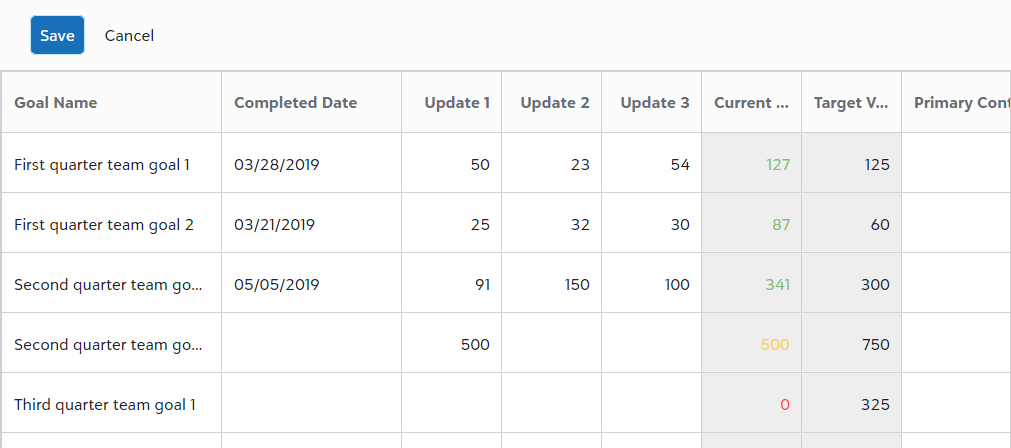 Save Cancel
Goal Name Completed Date Update 1 Update 2 Update 3 Current ... Target V... Primary Cont
First quarter team goal 1 03/28/2019 50 23 54 127 125
First quarter team goal 2 03/21/2019 25 32 30 87 60
Second quarter team go... 05/05/2019 91 150 100 341 300
Second quarter team go... 500 500 750
Third quarter team goal 1 0 325